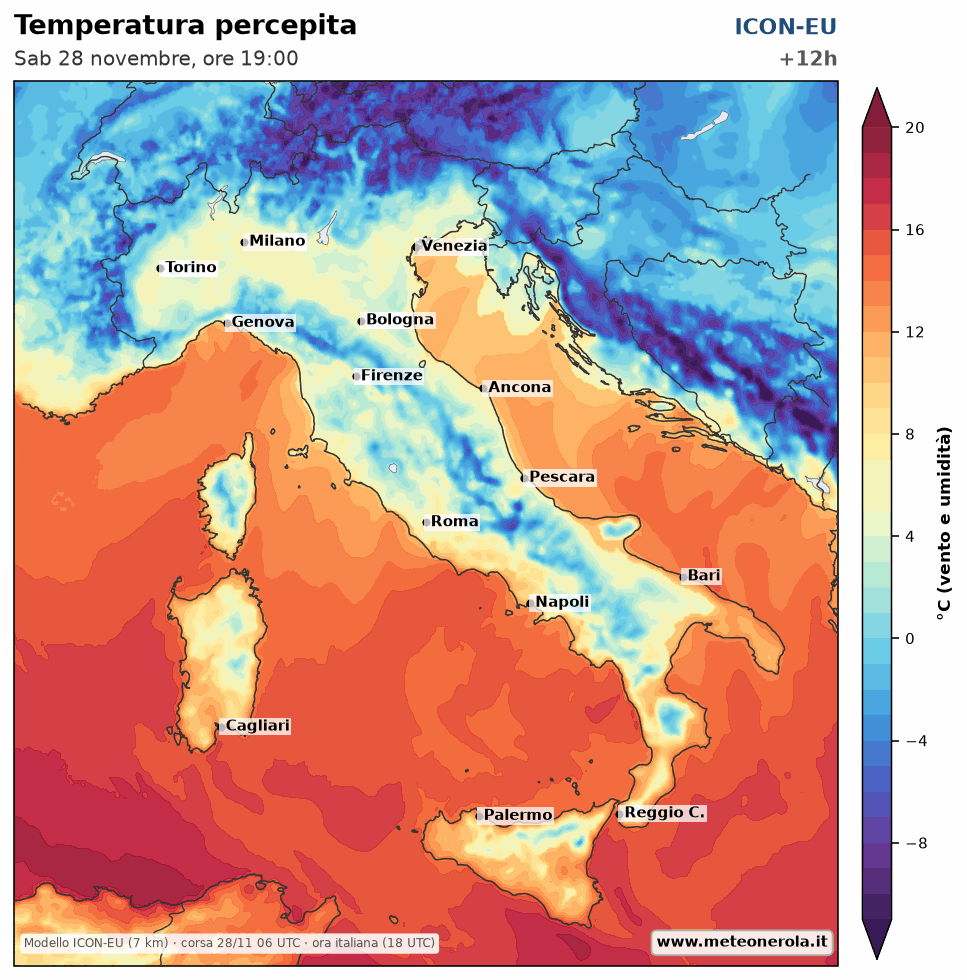 Temperatura percepita
ICON-EU
Sab 28 novembre, ore 19:00
+12h
20
16
12
8
4
0
−4
−8
°C (vento e umidità)
Milano
Venezia
Torino
Genova
Bologna
Firenze
Ancona
Pescara
Roma
Bari
Napoli
Cagliari
Palermo
Reggio C.
Modello ICON-EU (7 km) · corsa 28/11 06 UTC · ora italiana (18 UTC)
www.meteonerola.it